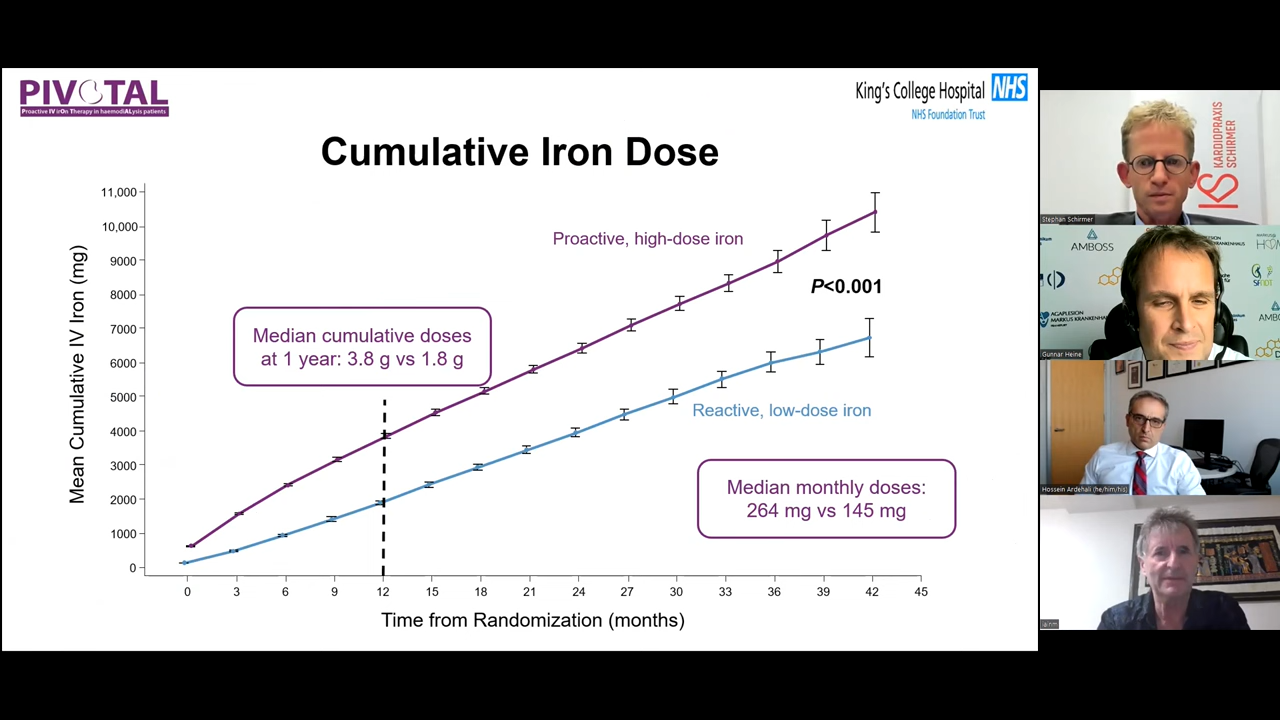 PIVOTAL
Proactive IV irOn Therapy in haemodiALysis patients
King's College Hospital
NHS
NHS Foundation Trust
Cumulative Iron Dose
Mean Cumulative IV Iron (mg)
11,000
10,000
9000
8000
7000
6000
5000
4000
3000
2000
1000
0
Proactive, high-dose iron
P<0.001
Median cumulative doses
at 1 year: 3.8 g vs 1.8 g
Reactive, low-dose iron
Median monthly doses:
264 mg vs 145 mg
0 3 6 9 12 15 18 21 24 27 30 33 36 39 42 45
Time from Randomization (months)
KARDIOPRAXIS
SCHIRMER
Stephan Schirmer
AMBOSS
AGAPLESION
MARKUS KRANKENHAUS
Gunnar Heine
Hossein Ardehali (he/him/his)